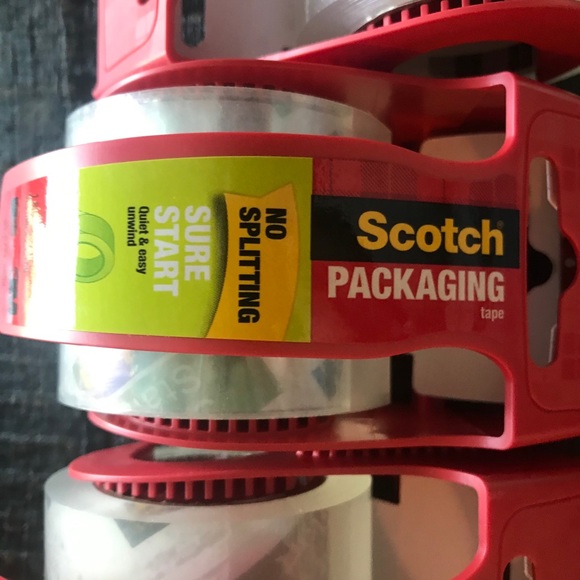 Scotch
PACKAGING
tape
NO
SPLITTING
SURE
START
Quiet & easy
unwind